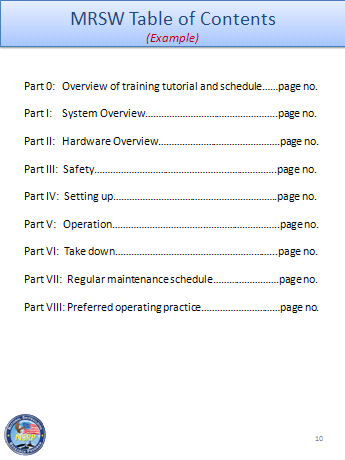 MRSW Table of Contents
(Example)
Part 0: Overview of training tutorial and schedule......page no.
Part I: System Overview.............................................................page no.
Part II: Hardware Overview...............................................page no.
Part III: Safety......................................................................page no.
Part IV: Setting up...............................................................page no.
Part V: Operation................................................................page no.
Part VI: Take down..............................................................page no.
Part VII: Regular maintenance schedule.........................page no.
Part VIII: Preferred operating practice..............................page no.
10